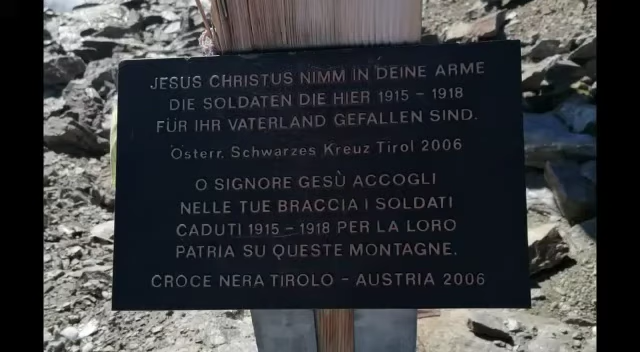 JESUS CHRISTUS NIMM IN DEINE ARME
DIE SOLDATEN DIE HIER 1915 – 1918
FÜR IHR VATERLAND GEFALLEN SIND.
Österr. Schwarzes Kreuz Tirol 2006
O SIGNORE GESÙ ACCOGLI
NELLE TUE BRACCIA I SOLDATI
CADUTI 1915 – 1918 PER LA LORO
PATRIA SU QUESTE MONTAGNE.
CROCE NERA TIROLO – AUSTRIA 2006